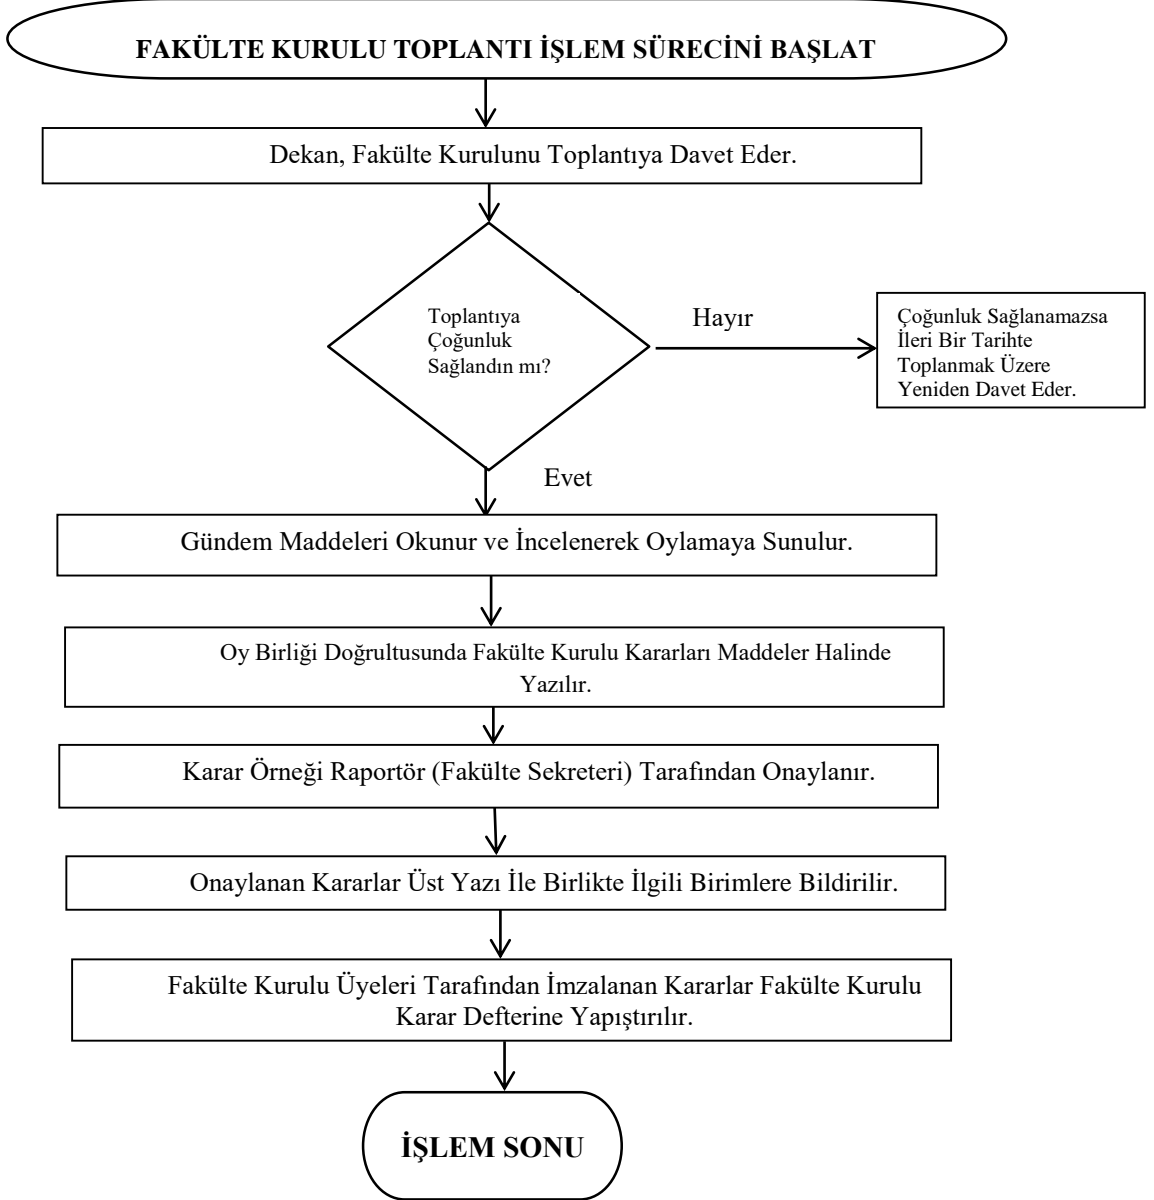 FAKÜLTE KURULU TOPLANTI İŞLEM SÜRECİNİ BAŞLAT
Dekan, Fakülte Kurulunu Toplantıya Davet Eder.
Toplantıya
Çoğunluk
Sağlandın mı?
Hayır
Çoğunluk Sağlanamazsa
İleri Bir Tarihte
Toplanmak Üzere
Yeniden Davet Eder.
Evet
Gündem Maddeleri Okunur ve İncelenerek Oylamaya Sunulur.
Oy Birliği Doğrultusunda Fakülte Kurulu Kararları Maddeler Halinde
Yazılır.
Karar Örneği Raportör (Fakülte Sekreteri) Tarafından Onaylanır.
Onaylanan Kararlar Üst Yazı İle Birlikte İlgili Birimlere Bildirilir.
Fakülte Kurulu Üyeleri Tarafından İmzalanan Kararlar Fakülte Kurulu
Karar Defterine Yapıştırılır.
İŞLEM SONU